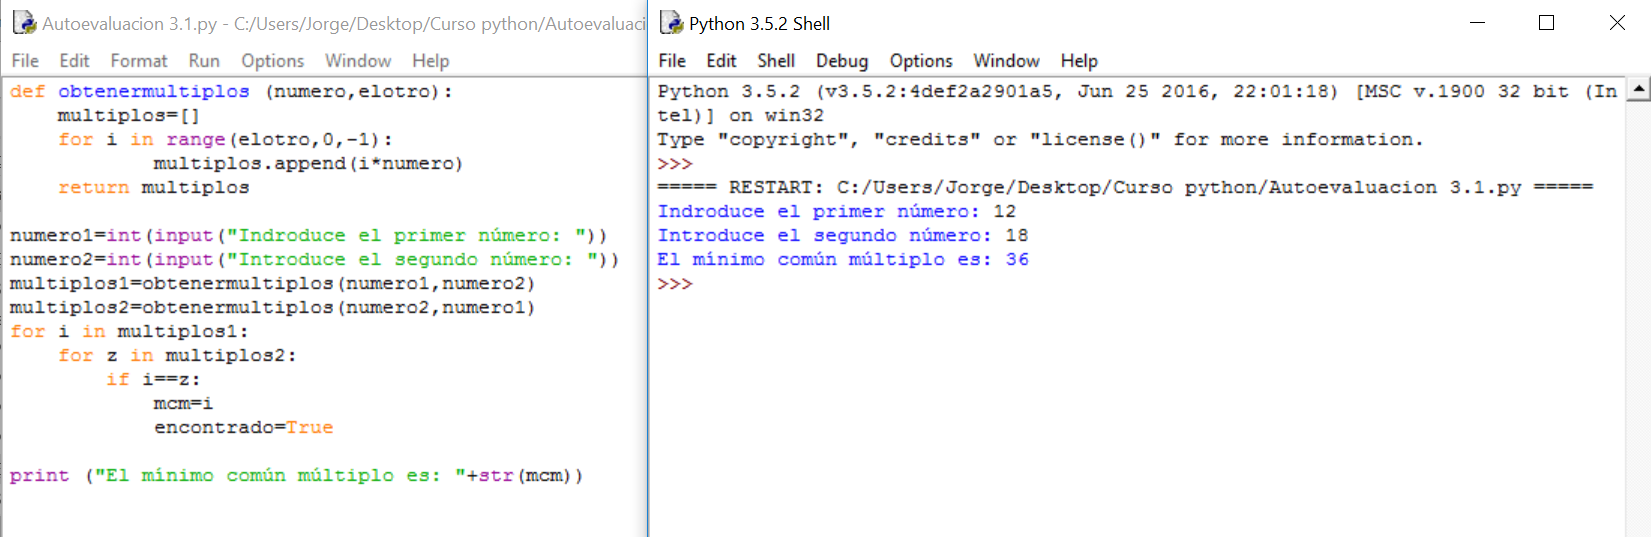 Autoevaluacion 3.1.py - C:/Users/Jorge/Desktop/Curso python/Autoevaluaci
File Edit Format Run Options Window Help
def obtenermultiplos (numero,elotro):
    multiplos=[]
    for i in range(elotro,0,-1):
            multiplos.append(i*numero)
    return multiplos
numero1=int(input("Indroduce el primer número: "))
numero2=int(input("Introduce el segundo número: "))
multiplos1=obtenermultiplos(numero1,numero2)
multiplos2=obtenermultiplos(numero2,numero1)
for i in multiplos1:
    for z in multiplos2:
        if i==z:
            mcm=i
            encontrado=True
print ("El mínimo común múltiplo es: "+str(mcm))
Python 3.5.2 Shell
File Edit Shell Debug Options Window Help
Python 3.5.2 (v3.5.2:4def2a2901a5, Jun 25 2016, 22:01:18) [MSC v.1900 32 bit (In
tel)] on win32
Type "copyright", "credits" or "license()" for more information.
>>>
===== RESTART: C:/Users/Jorge/Desktop/Curso python/Autoevaluacion 3.1.py =====
Indroduce el primer número: 12
Introduce el segundo número: 18
El mínimo común múltiplo es: 36
>>>